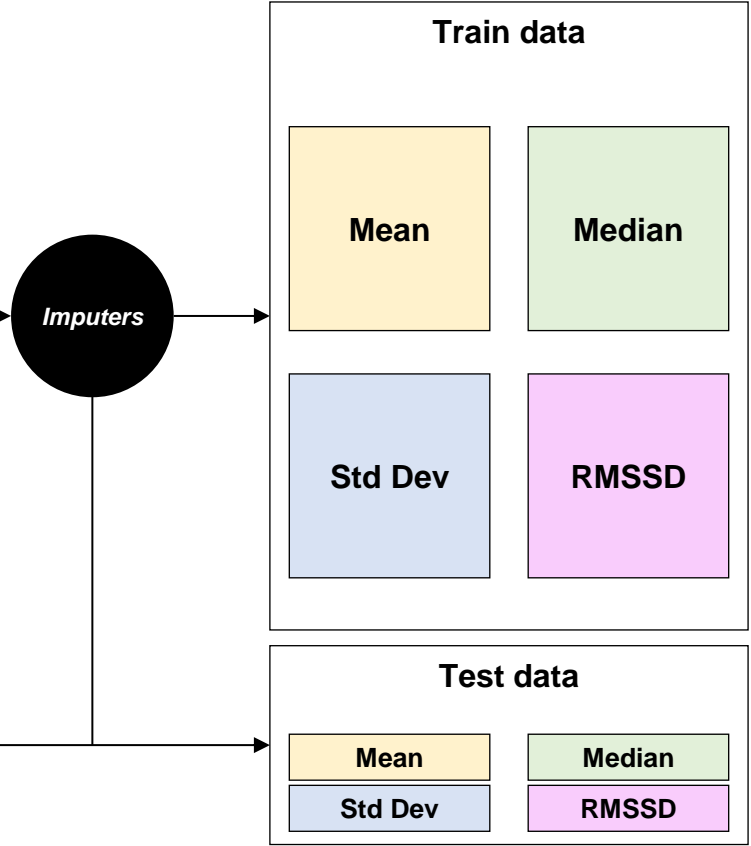 Train data
Mean
Median
Imputers
Std Dev
RMSSD
Test data
Mean
Median
Std Dev
RMSSD